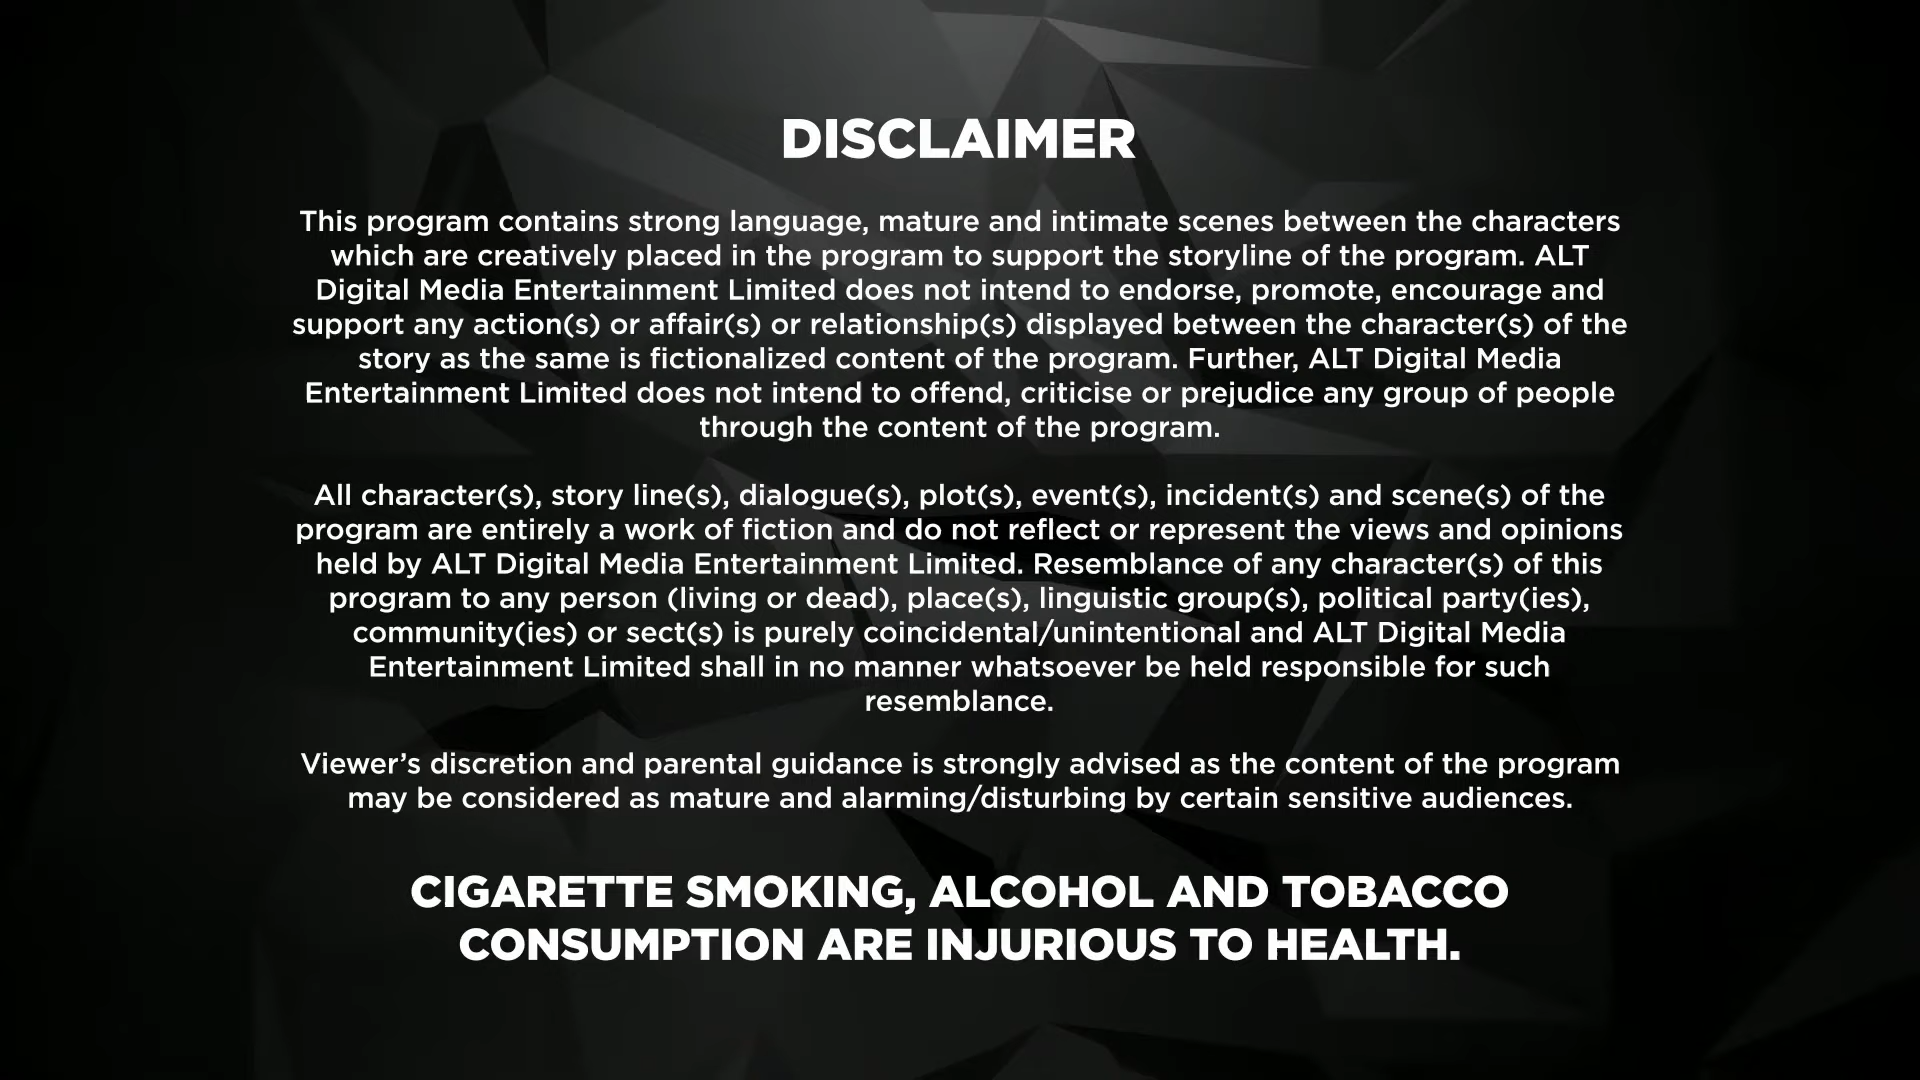 DISCLAIMER
This program contains strong language, mature and intimate scenes between the characters
which are creatively placed in the program to support the storyline of the program. ALT
Digital Media Entertainment Limited does not intend to endorse, promote, encourage and
support any action(s) or affair(s) or relationship(s) displayed between the character(s) of the
story as the same is fictionalized content of the program. Further, ALT Digital Media
Entertainment Limited does not intend to offend, criticise or prejudice any group of people
through the content of the program.
All character(s), story line(s), dialogue(s), plot(s), event(s), incident(s) and scene(s) of the
program are entirely a work of fiction and do not reflect or represent the views and opinions
held by ALT Digital Media Entertainment Limited. Resemblance of any character(s) of this
program to any person (living or dead), place(s), linguistic group(s), political party(ies),
community(ies) or sect(s) is purely coincidental/unintentional and ALT Digital Media
Entertainment Limited shall in no manner whatsoever be held responsible for such
resemblance.
Viewer’s discretion and parental guidance is strongly advised as the content of the program
may be considered as mature and alarming/disturbing by certain sensitive audiences.
CIGARETTE SMOKING, ALCOHOL AND TOBACCO
CONSUMPTION ARE INJURIOUS TO HEALTH.